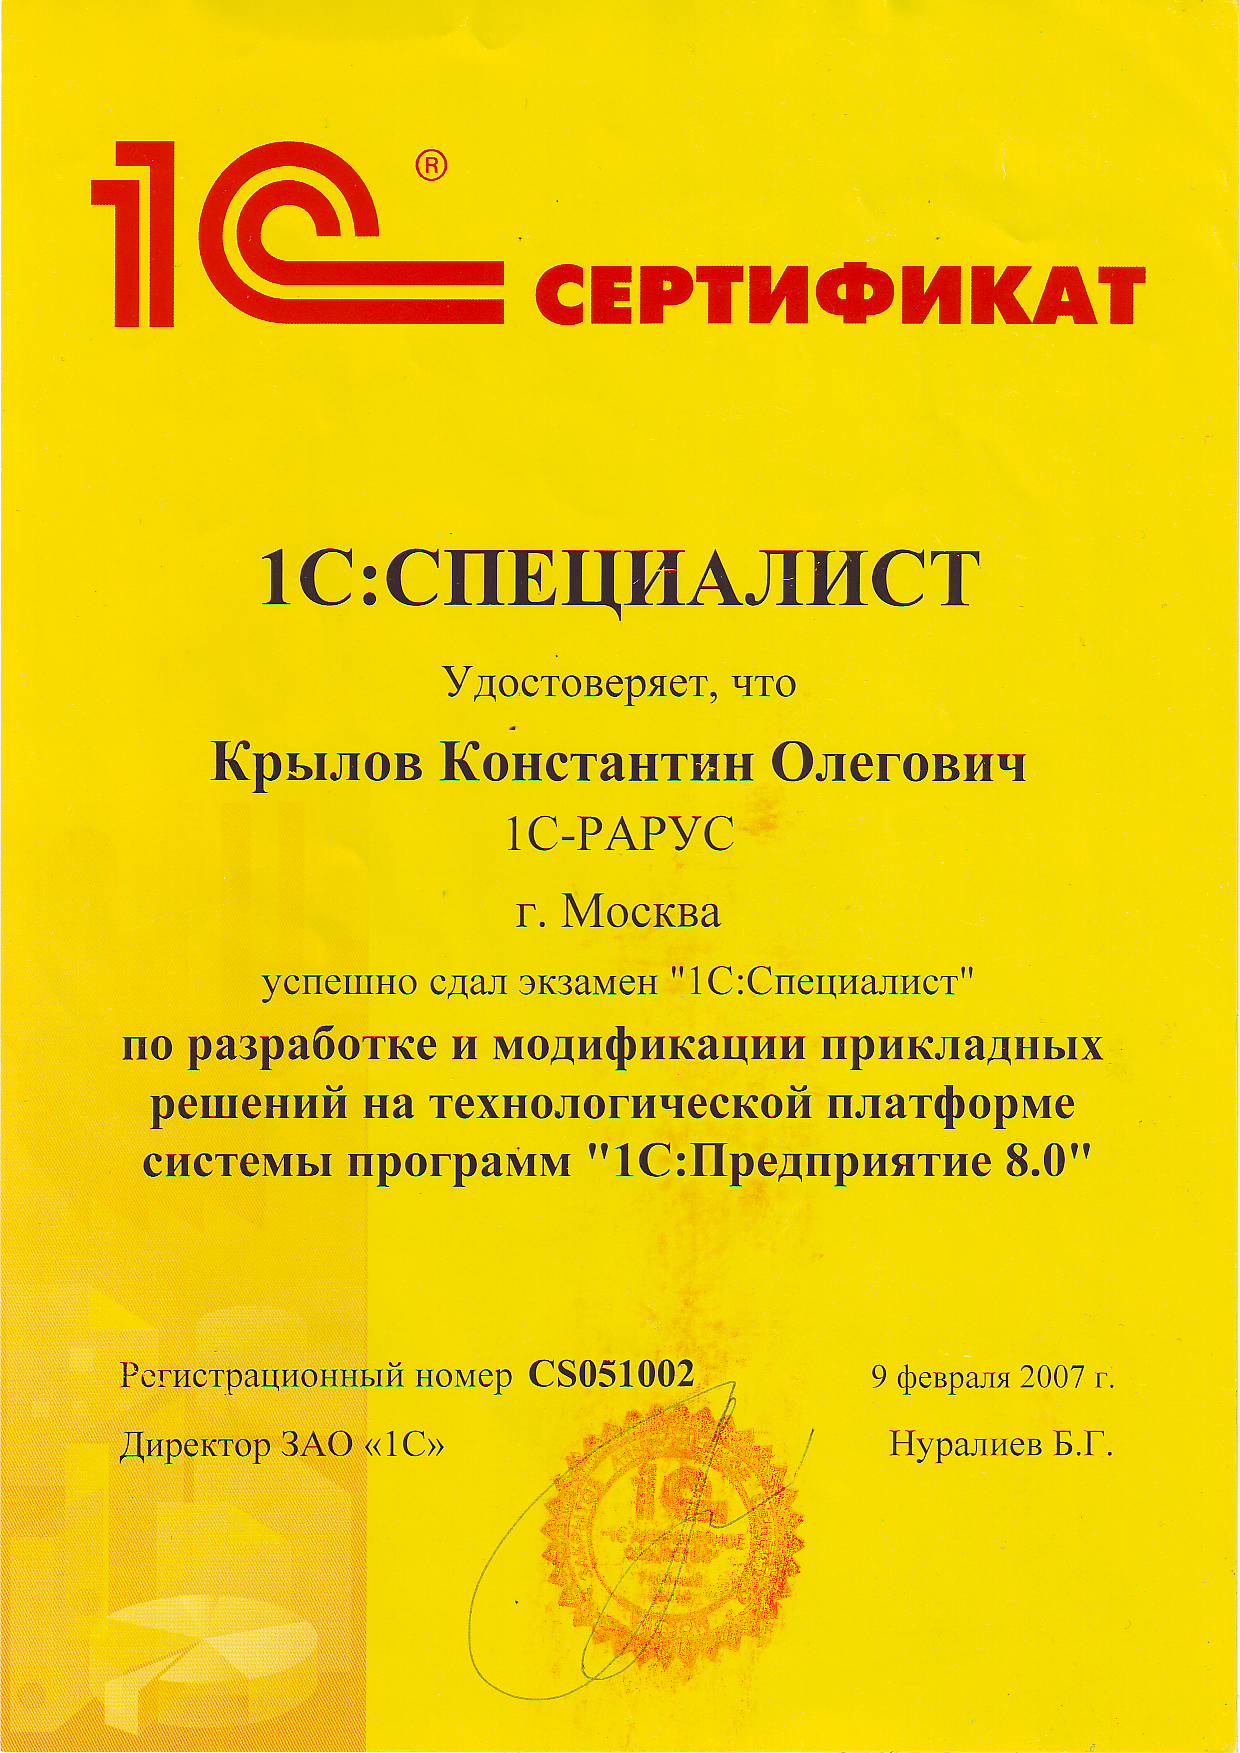 1С® СЕРТИФИКАТ
1С:СПЕЦИАЛИСТ
Удостоверяет, что
Крылов Константин Олегович
1С-РАРУС
г. Москва
успешно сдал экзамен "1С:Специалист"
по разработке и модификации прикладных
решений на технологической платформе
системы программ "1С:Предприятие 8.0"
Регистрационный номер CS051002 9 февраля 2007 г.
Директор ЗАО «1С» Нуралиев Б.Г.
1С